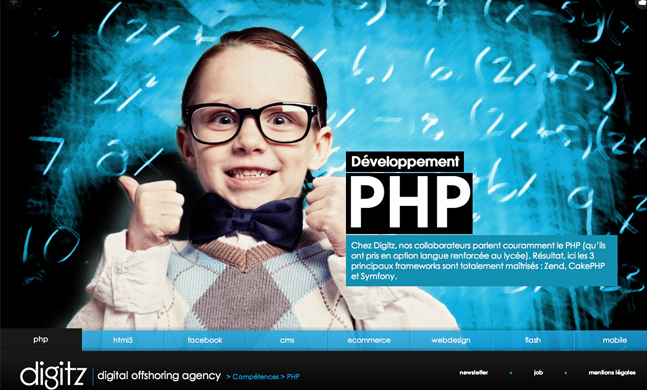 Développement
PHP
Chez Digitz, nos collaborateurs parlent couramment le PHP (qu'ils
ont pris en option langue renforcée au lycée). Résultat, ici les 3
principaux frameworks sont totalement maîtrisés : Zend, CakePHP
et Symfony.
php html5 facebook cms ecommerce webdesign flash mobile
digitz | digital offshoring agency > Compétences > PHP newsletter • job • mentions légales